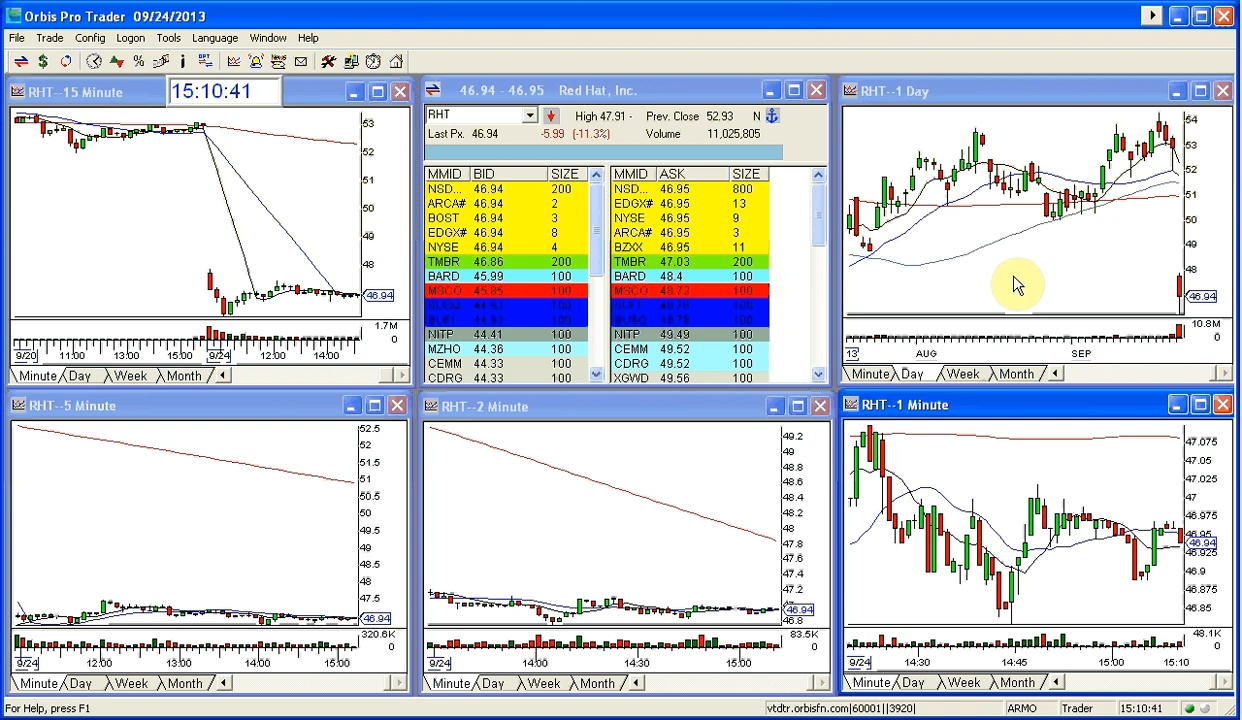 Orbis Pro Trader 09/24/2013
File Trade Config Logon Tools Language Window Help
RHT--15 Minute
15:10:41
53
52
51
50
49
48
46.94
1.7M
0
9/20 11:00 13:00 15:00 9/24 12:00 14:00
Minute Day Week Month
46.94 - 46.95 Red Hat, Inc.
RHT High 47.91 - Prev. Close 52.93 N
Last Px. 46.94 -5.99 (-11.3%) Volume 11,025,805
MMID BID SIZE MMID ASK SIZE
NSD... 46.94 200 NSD... 46.95 800
ARCA# 46.94 2 EDGX# 46.95 13
BOST 46.94 3 NYSE 46.95 9
EDGX# 46.94 8 ARCA# 46.95 3
NYSE 46.94 4 BZXX 46.95 11
TMBR 46.86 200 TMBR 47.03 200
BARD 45.99 100 BARD 48.4 100
MSCO 45.85 100 MSCO 48.73 100
100 100
100 100
NITP 44.41 100 NITP 49.49 100
MZHO 44.36 100 CEMM 49.52 100
CEMM 44.33 100 CDRG 49.52 100
CDRG 44.33 100 XGWD 49.56 100
RHT--1 Day
54
53
52
51
50
49
48
46.94
10.8M
0
13' AUG SEP
Minute Day Week Month
RHT--5 Minute
52.5
52
51.5
51
50.5
50
49.5
49
48.5
48
47.5
46.94
320.6K
0
9/24 12:00 13:00 14:00 15:00
Minute Day Week Month
RHT--2 Minute
49.2
49
48.8
48.6
48.4
48.2
48
47.8
47.6
47.4
47.2
46.94
46.8
83.5K
0
9/24 14:00 14:30 15:00
Minute Day Week Month
RHT--1 Minute
47.075
47.05
47.025
47
46.975
46.95
46.94
46.925
46.9
46.875
46.85
48.1K
0
9/24 14:30 14:45 15:00 15:10
Minute Day Week Month
For Help, press F1 vtdtr.orbisfn.com|60001||3920| ARMO Trader 15:10:41